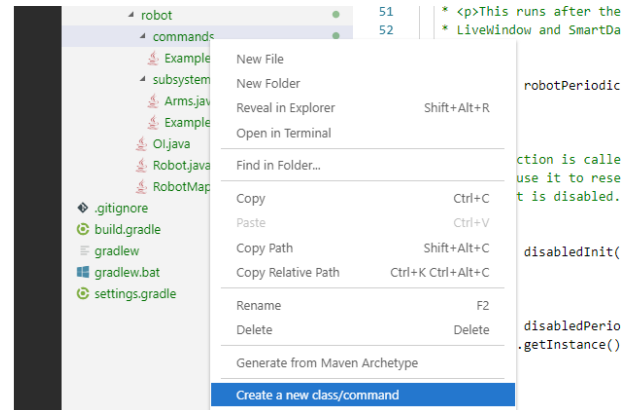 robot
commands
Example
subsystem
Arms.jav
Example
OI.java
Robot.java
RobotMap
.gitignore
build.gradle
gradlew
gradlew.bat
settings.gradle
New File
New Folder
Reveal in Explorer Shift+Alt+R
Open in Terminal
Find in Folder...
Copy Ctrl+C
Paste Ctrl+V
Copy Path Shift+Alt+C
Copy Relative Path Ctrl+K Ctrl+Alt+C
Rename F2
Delete Delete
Generate from Maven Archetype
Create a new class/command
51 * <p>This runs after the
52 * LiveWindow and SmartDa
robotPeriodic
ction is calle
use it to rese
t is disabled.
disabledInit(
disabledPerio
.getInstance()